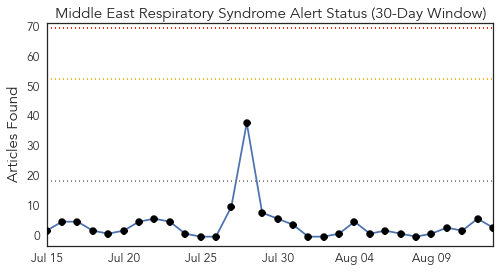 Middle East Respiratory Syndrome Alert Status (30-Day Window)
Articles Found
70
60
50
40
30
20
10
0
Jul 15
Jul 20
Jul 25
Jul 30
Aug 04
Aug 09